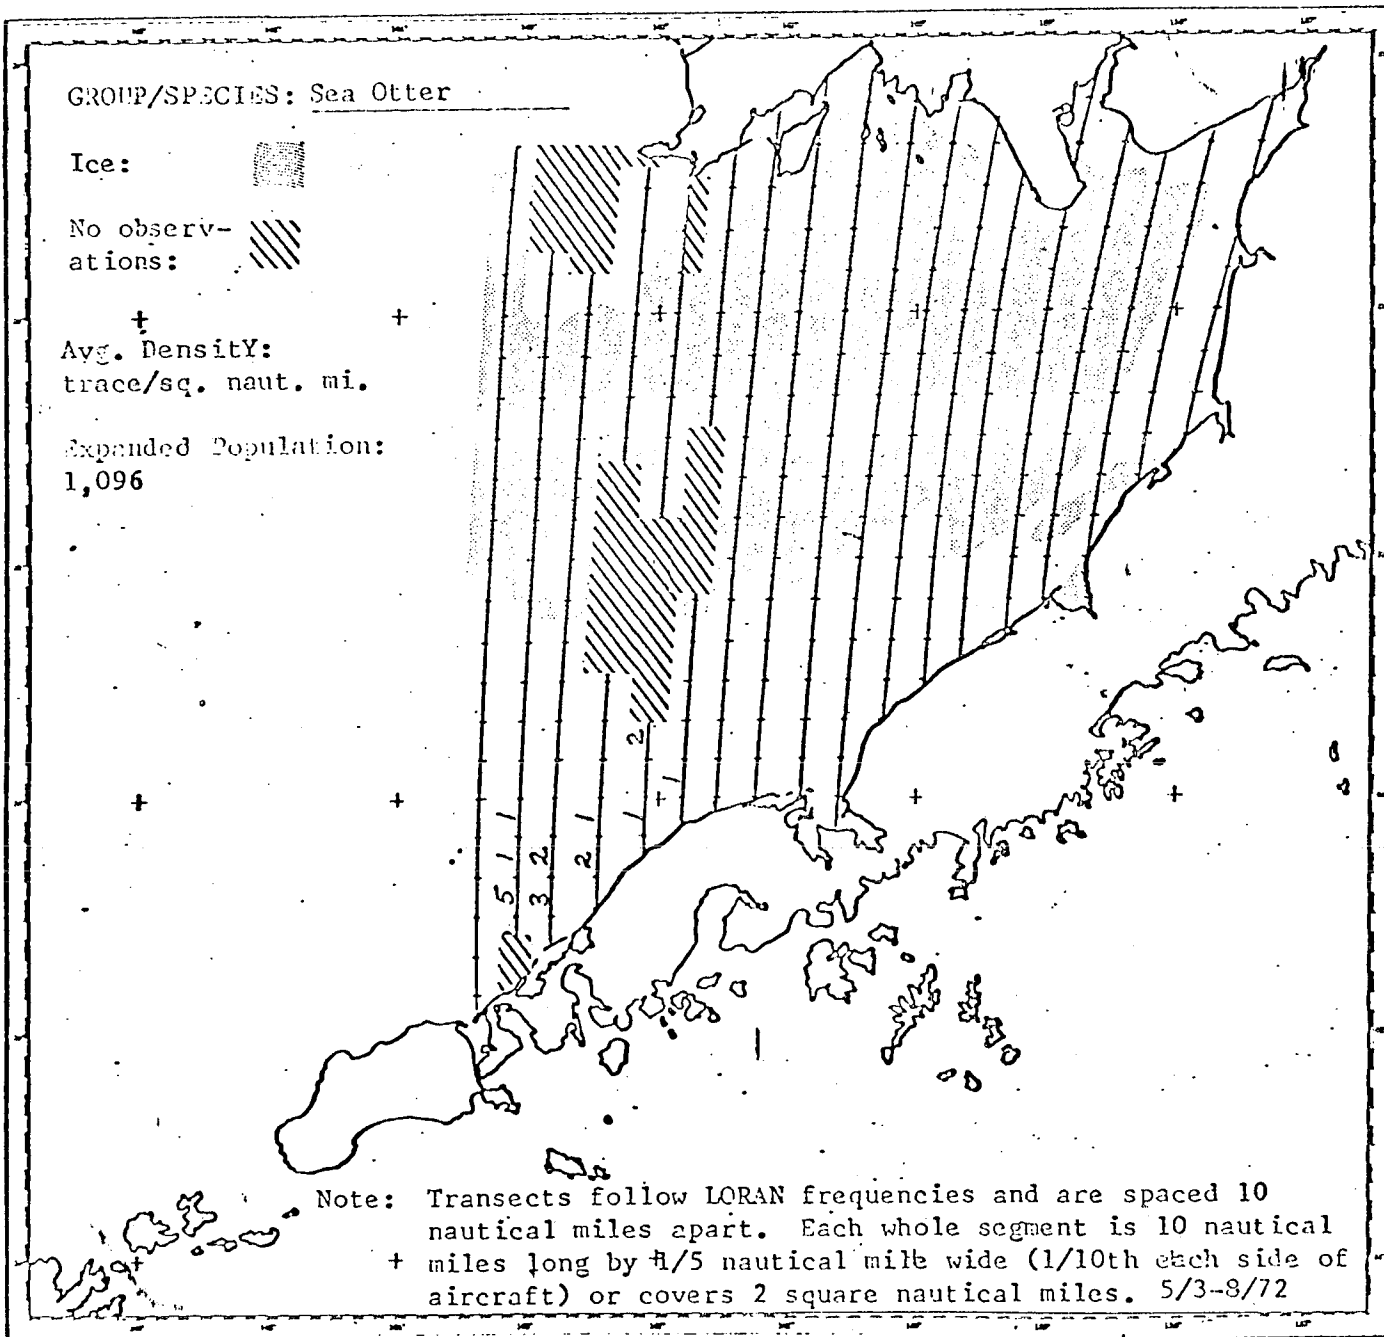 GROUP/SPECIES: Sea Otter
Ice:
No observ-
ations:
Avg. DensitY:
trace/sq. naut. mi.
Expanded Population:
1,096
2
1
1
1
1
1
2
2
5
3
Note: Transects follow LORAN frequencies and are spaced 10
nautical miles apart. Each whole segment is 10 nautical
miles long by 1/5 nautical mile wide (1/10th each side of
aircraft) or covers 2 square nautical miles. 5/3-8/72